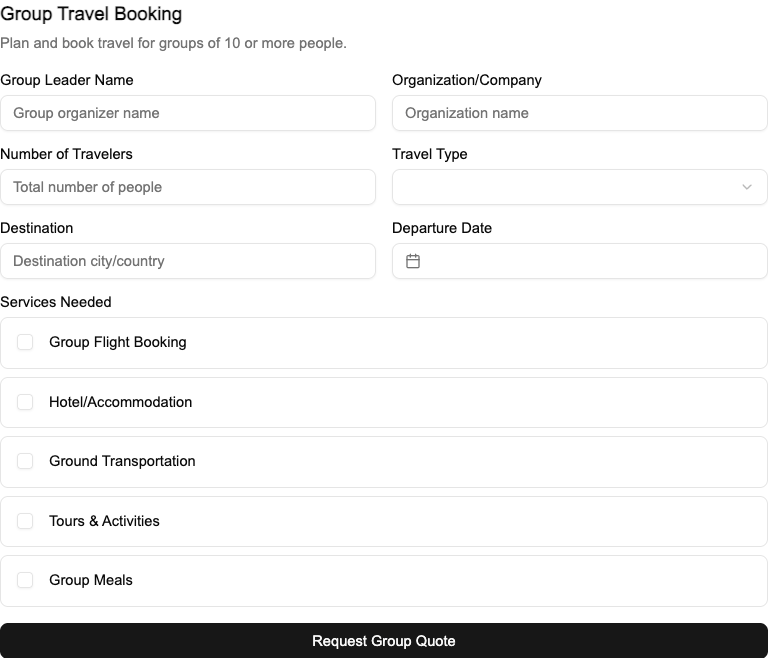 Group Travel Booking
Plan and book travel for groups of 10 or more people.
Group Leader Name
Organization/Company
Group organizer name
Organization name
Number of Travelers
Travel Type
Total number of people
Destination
Departure Date
Destination city/country
Services Needed
Group Flight Booking
Hotel/Accommodation
Ground Transportation
Tours & Activities
Group Meals
Request Group Quote